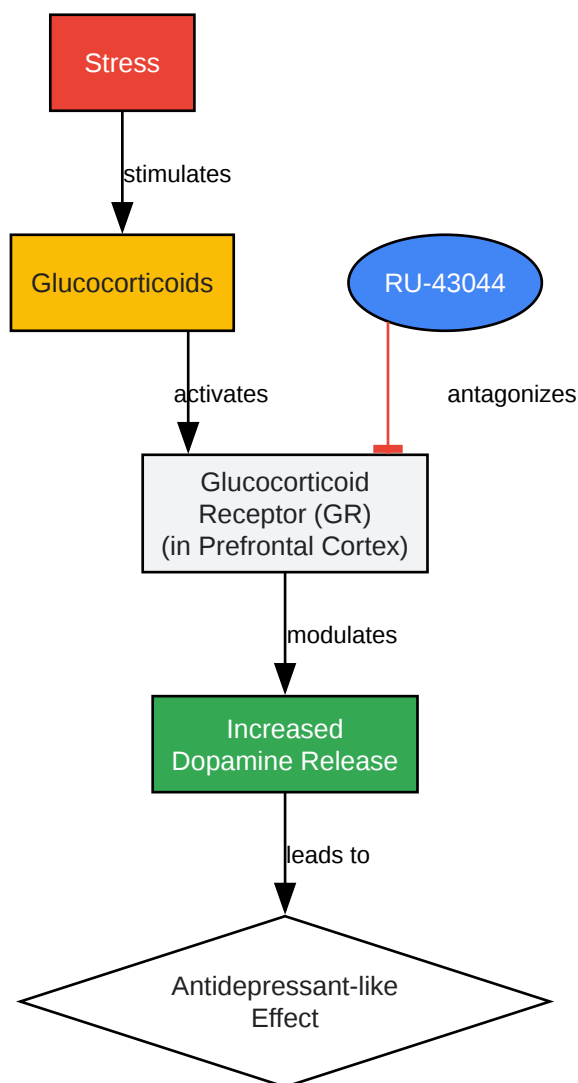 Stress
stimulates
Glucocorticoids
RU-43044
activates
antagonizes
Glucocorticoid
Receptor (GR)
(in Prefrontal Cortex)
modulates
Increased
Dopamine Release
leads to
Antidepressant-like
Effect